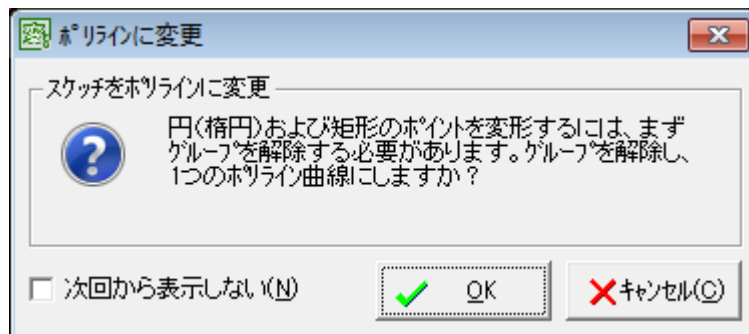 ﾎﾟﾘﾗｲﾝに変更
スケッチをﾎﾟﾘﾗｲﾝに変更
円(楕円)および矩形のﾎﾟｲﾝﾄを変形するには、まず
ｸﾞﾙｰﾌﾟを解除する必要があります。ｸﾞﾙｰﾌﾟを解除し、
1つのﾎﾟﾘﾗｲﾝ曲線にしますか？
次回から表示しない(N)
OK
ｷｬﾝｾﾙ(C)